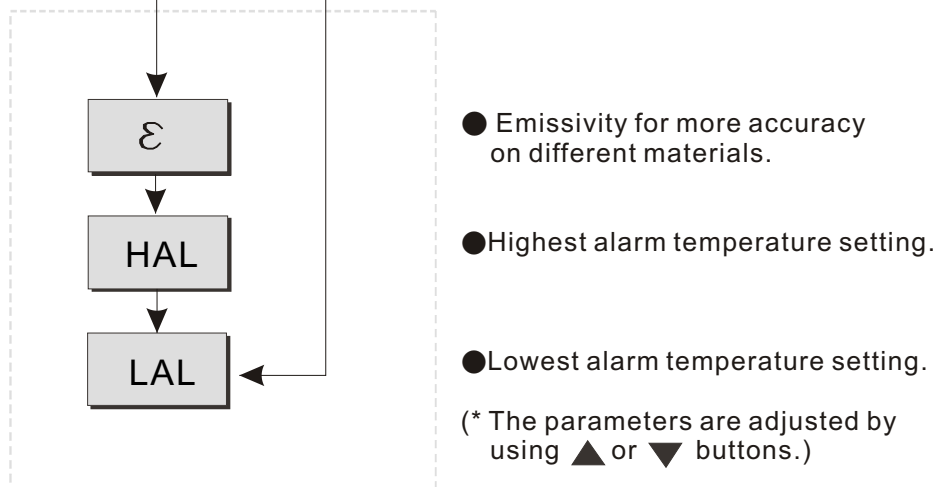 ε
● Emissivity for more accuracy
on different materials.
HAL
●Highest alarm temperature setting.
LAL
●Lowest alarm temperature setting.
(* The parameters are adjusted by
using ▲ or ▼ buttons.)